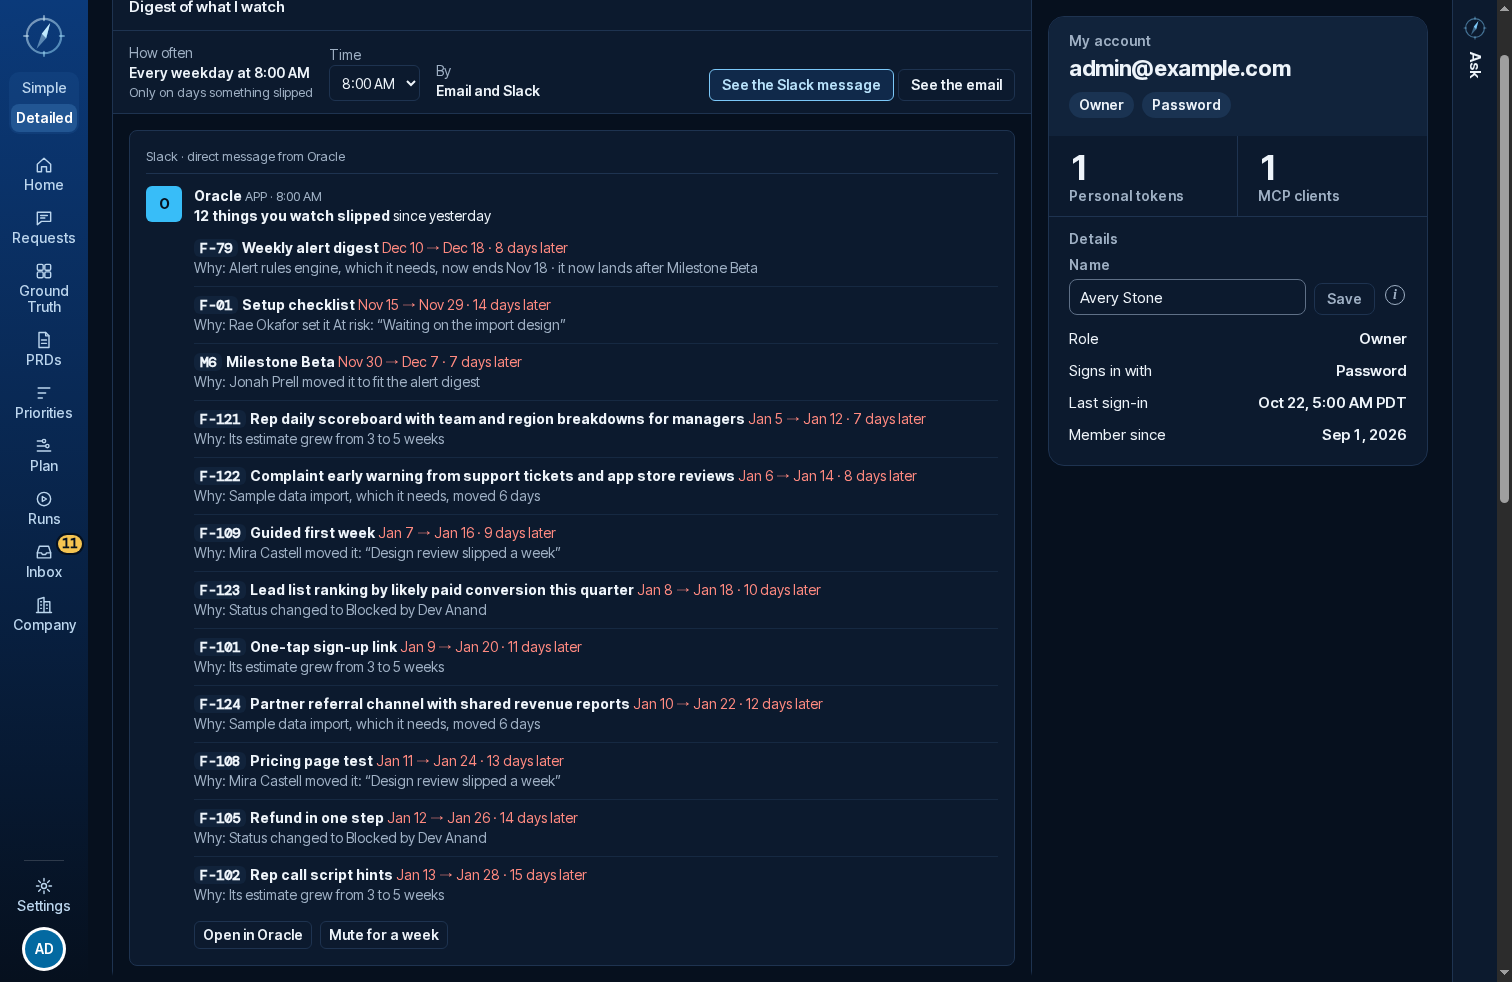 Simple
Detailed
Home
Requests
Ground
Truth
PRDs
Priorities
Plan
Runs
11
Inbox
Company
Settings
AD
Digest of what I watch
How often
Every weekday at 8:00 AM
Only on days something slipped
Time
8:00 AM
By
Email and Slack
See the Slack message
See the email
Slack · direct message from Oracle
O
Oracle APP · 8:00 AM
12 things you watch slipped since yesterday
F-79 Weekly alert digest Dec 10 → Dec 18 · 8 days later
Why: Alert rules engine, which it needs, now ends Nov 18 · it now lands after Milestone Beta
F-01 Setup checklist Nov 15 → Nov 29 · 14 days later
Why: Rae Okafor set it At risk: “Waiting on the import design”
M6 Milestone Beta Nov 30 → Dec 7 · 7 days later
Why: Jonah Prell moved it to fit the alert digest
F-121 Rep daily scoreboard with team and region breakdowns for managers Jan 5 → Jan 12 · 7 days later
Why: Its estimate grew from 3 to 5 weeks
F-122 Complaint early warning from support tickets and app store reviews Jan 6 → Jan 14 · 8 days later
Why: Sample data import, which it needs, moved 6 days
F-109 Guided first week Jan 7 → Jan 16 · 9 days later
Why: Mira Castell moved it: “Design review slipped a week”
F-123 Lead list ranking by likely paid conversion this quarter Jan 8 → Jan 18 · 10 days later
Why: Status changed to Blocked by Dev Anand
F-101 One-tap sign-up link Jan 9 → Jan 20 · 11 days later
Why: Its estimate grew from 3 to 5 weeks
F-124 Partner referral channel with shared revenue reports Jan 10 → Jan 22 · 12 days later
Why: Sample data import, which it needs, moved 6 days
F-108 Pricing page test Jan 11 → Jan 24 · 13 days later
Why: Mira Castell moved it: “Design review slipped a week”
F-105 Refund in one step Jan 12 → Jan 26 · 14 days later
Why: Status changed to Blocked by Dev Anand
F-102 Rep call script hints Jan 13 → Jan 28 · 15 days later
Why: Its estimate grew from 3 to 5 weeks
Open in Oracle
Mute for a week
My account
admin@example.com
Owner
Password
1
Personal tokens
1
MCP clients
Details
Name
Avery Stone
Save
i
Role Owner
Signs in with Password
Last sign-in Oct 22, 5:00 AM PDT
Member since Sep 1, 2026
Ask